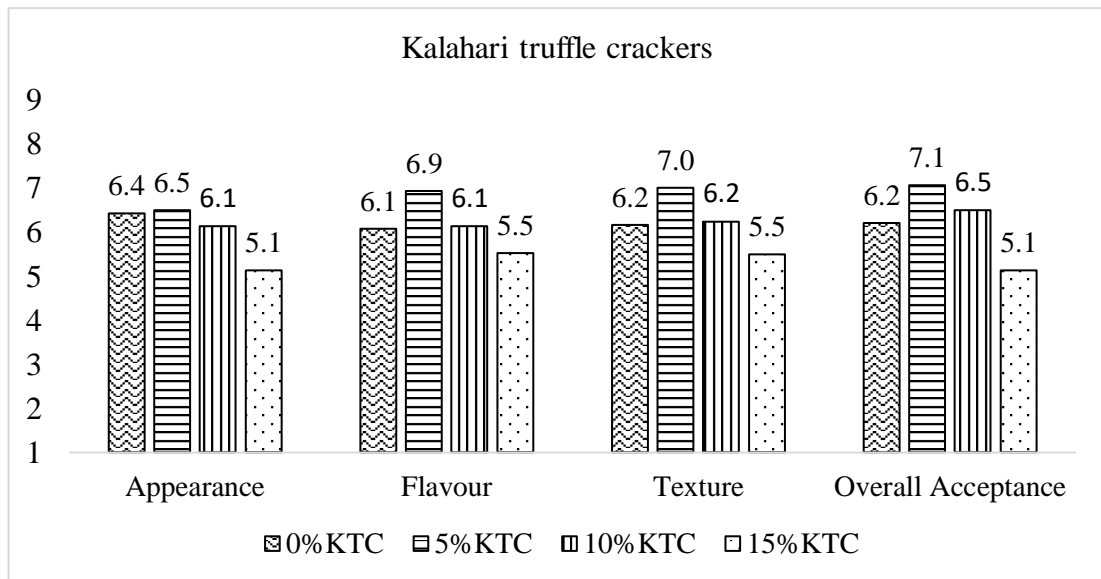 Kalahari truffle crackers
9
8
7
6
5
4
3
2
1
6.4 6.5 6.1 5.1
6.1 6.9 6.1 5.5
6.2 7.0 6.2 5.5
6.2 7.1 6.5 5.1
Appearance Flavour Texture Overall Acceptance
0%KTC 5%KTC 10%KTC 15%KTC